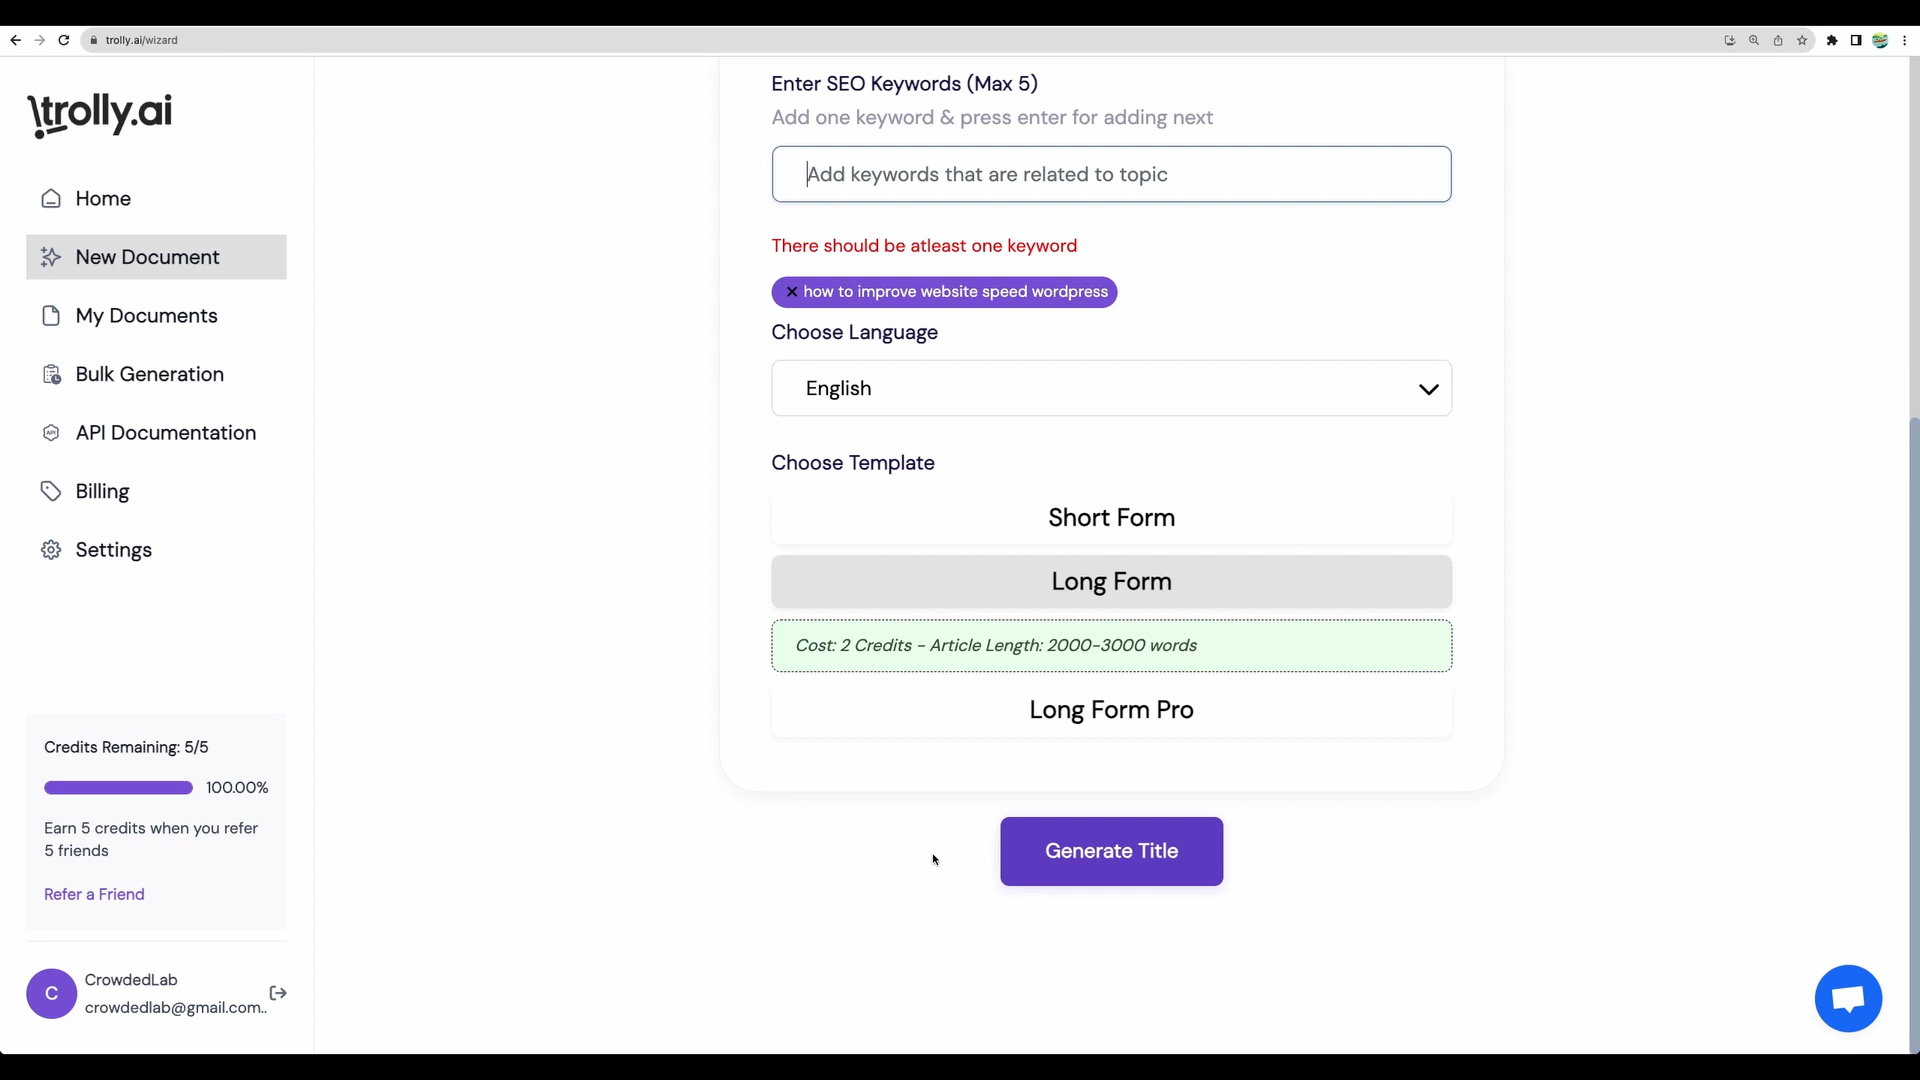 trolly.ai/wizard
\trolly.ai
Home
New Document
My Documents
Bulk Generation
API Documentation
Billing
Settings
Credits Remaining: 5/5
100.00%
Earn 5 credits when you refer
5 friends
Refer a Friend
C
CrowdedLab
crowdedlab@gmail.com..
Enter SEO Keywords (Max 5)
Add one keyword & press enter for adding next
Add keywords that are related to topic
There should be atleast one keyword
× how to improve website speed wordpress
Choose Language
English
Choose Template
Short Form
Long Form
Cost: 2 Credits - Article Length: 2000-3000 words
Long Form Pro
Generate Title